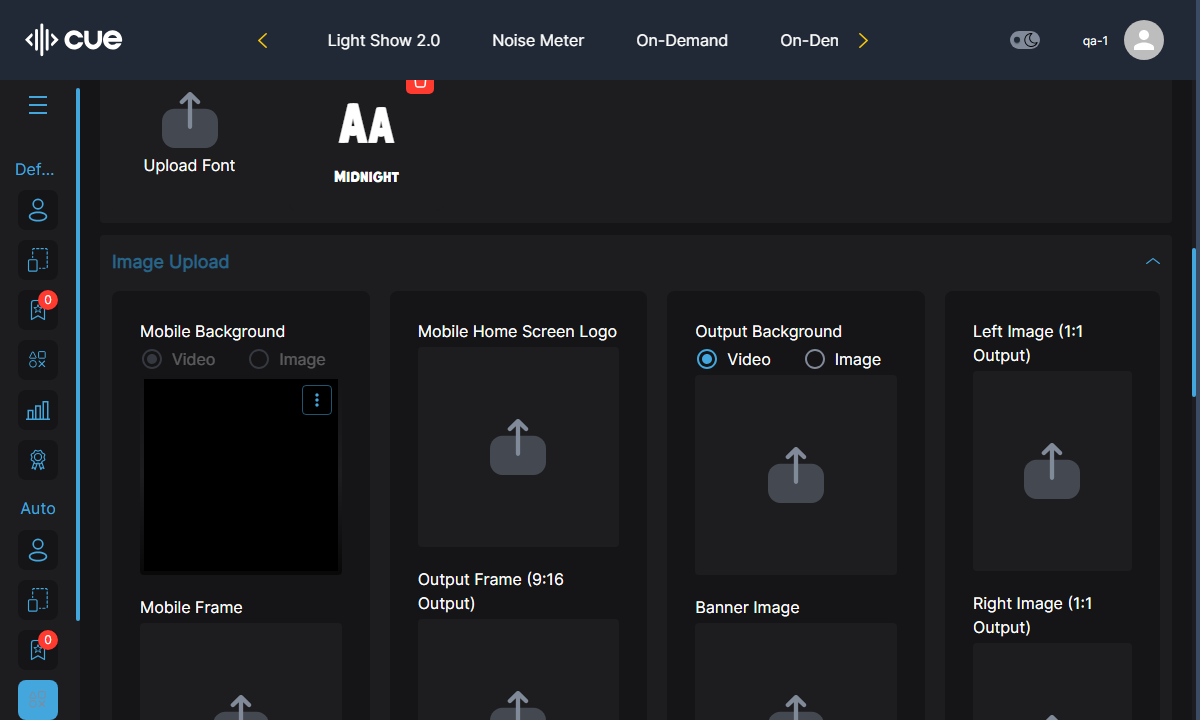 cue
Light Show 2.0
Noise Meter
On-Demand
On-Den
qa-1
Def...
0
Auto
0
Upload Font
AA
MIDNIGHT
Image Upload
Mobile Background
Video
Image
Mobile Frame
Mobile Home Screen Logo
Output Frame (9:16
Output)
Output Background
Video
Image
Banner Image
Left Image (1:1
Output)
Right Image (1:1
Output)